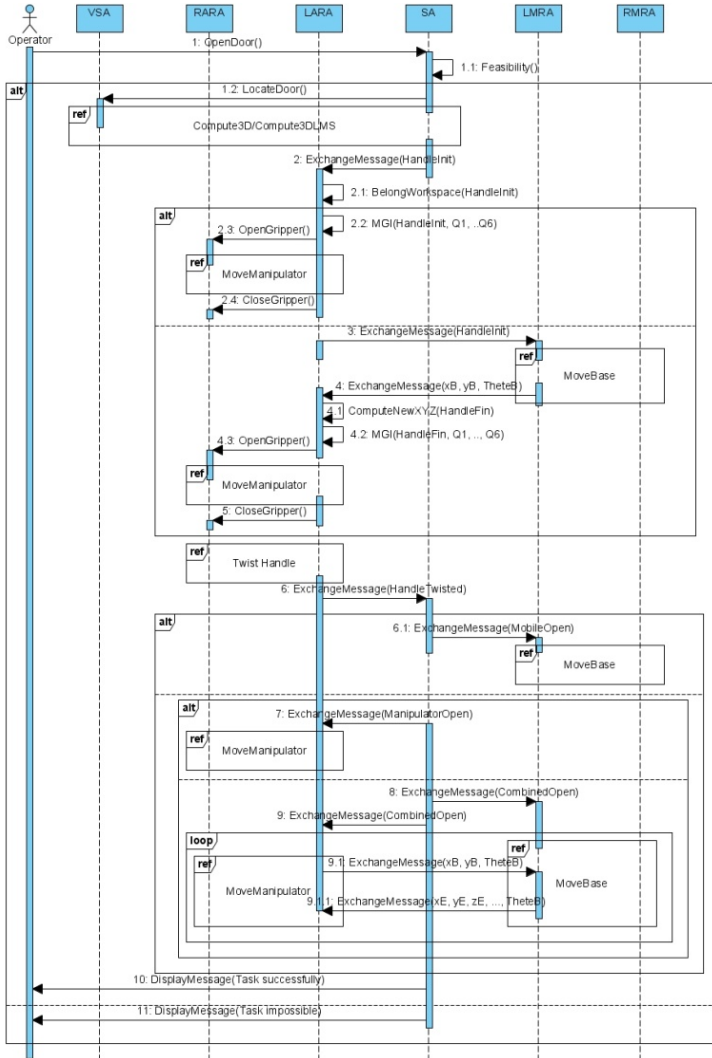 VSA RARA LARA SA LMRA RMRA
Operator
1: OpenDoor()
1.1: Feasibility()
alt
1.2: LocateDoor()
ref
Compute3D/Compute3DLMS
2: ExchangeMessage(HandleInit)
2.1: BelongWorkspace(HandleInit)
alt
2.2: MGI(HandleInit, Q1, ..Q6)
2.3: OpenGripper()
ref
MoveManipulator
2.4: CloseGripper()
3: ExchangeMessage(HandleInit)
ref
MoveBase
4: ExchangeMessage(xB, yB, TheteB)
4.1 ComputeNewXYZ(HandleFin)
4.2: MGI(HandleFin, Q1, .., Q6)
4.3: OpenGripper()
ref
MoveManipulator
5: CloseGripper()
ref
Twist Handle
6: ExchangeMessage(HandleTwisted)
alt
6.1: ExchangeMessage(MobileOpen)
ref
MoveBase
alt
7: ExchangeMessage(ManipulatorOpen)
ref
MoveManipulator
8: ExchangeMessage(CombinedOpen)
9: ExchangeMessage(CombinedOpen)
loop
ref
ref
9.1: ExchangeMessage(xB, yB, TheteB)
MoveManipulator
MoveBase
9.1.1: ExchangeMessage(xE, yE, zE, ..., TheteB)
10: DisplayMessage(Task successfully)
11: DisplayMessage(Task impossible)